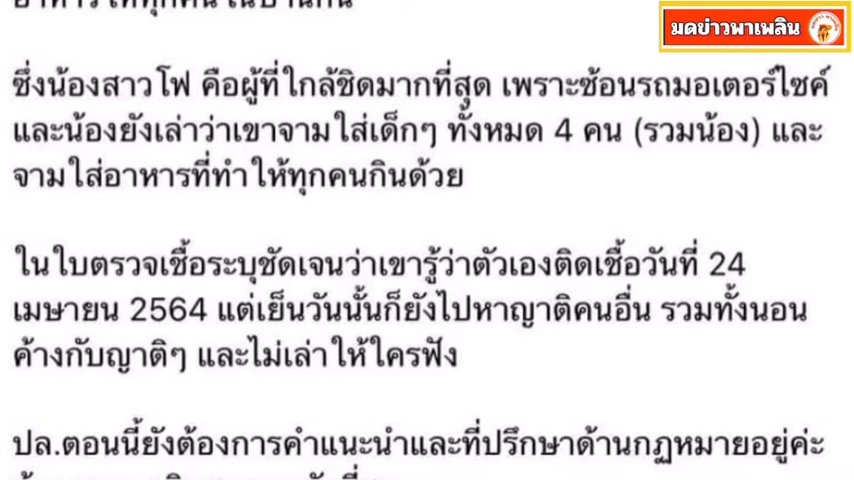 มดข่าวพาเพลิน
ซึ่งน้องสาวโฟ คือผู้ที่ใกล้ชิดมากที่สุด เพราะซ้อนรถมอเตอร์ไซค์
และน้องยังเล่าว่าเขาจามใส่เด็กๆ ทั้งหมด 4 คน (รวมน้อง) และ
จามใส่อาหารที่ทำให้ทุกคนกินด้วย
ในใบตรวจเชื้อระบุชัดเจนว่าเขารู้ว่าตัวเองติดเชื้อวันที่ 24
เมษายน 2564 แต่เย็นวันนั้นก็ยังไปหาญาติคนอื่น รวมทั้งนอน
ค้างกับญาติๆ และไม่เล่าให้ใครฟัง
ปล.ตอนนี้ยังต้องการคำแนะนำและที่ปรึกษาด้านกฎหมายอยู่ค่ะ